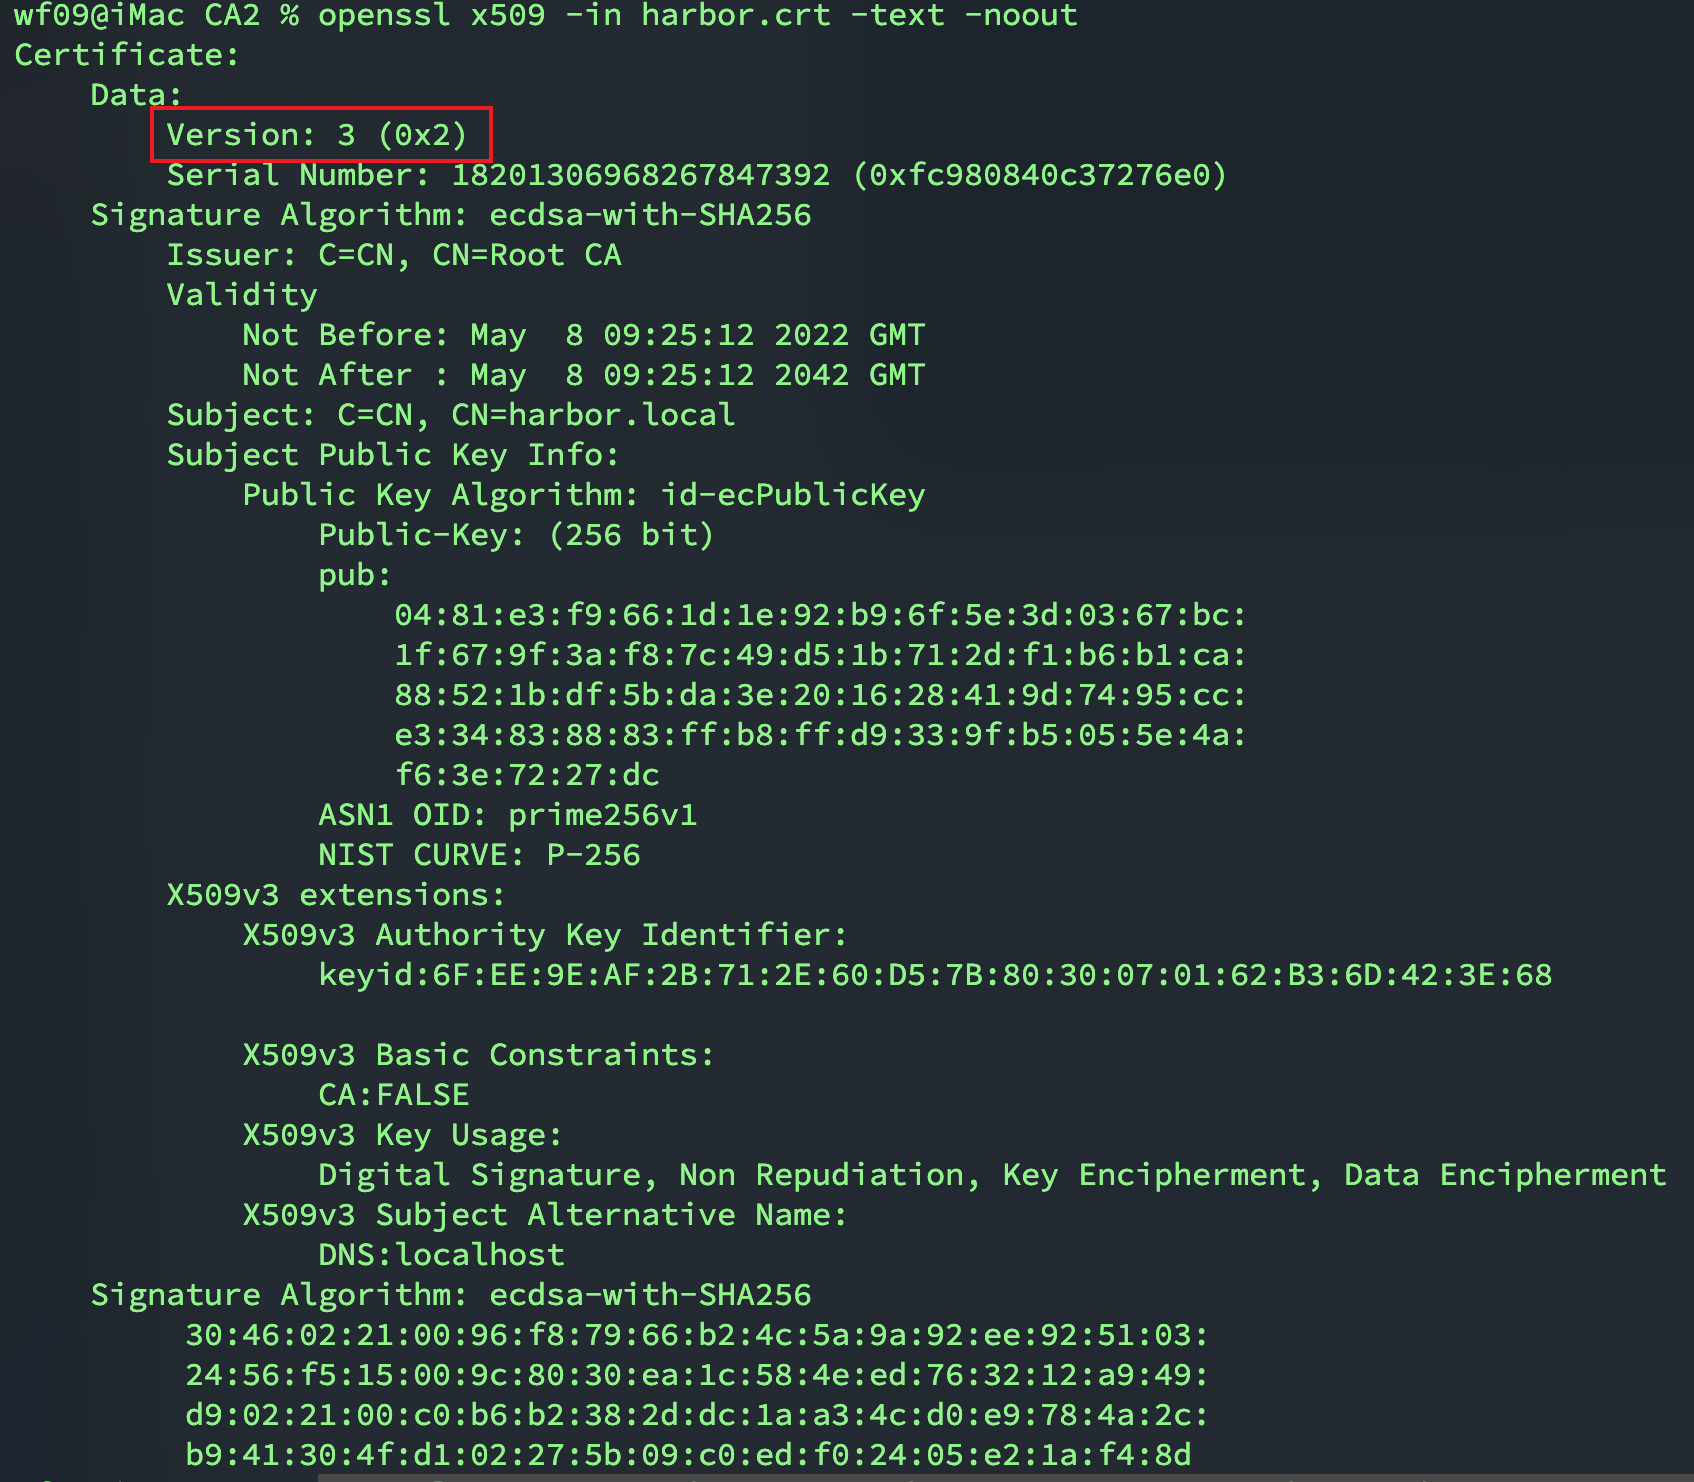 wf09@iMac CA2 % openssl x509 -in harbor.crt -text -noout
Certificate:
    Data:
        Version: 3 (0x2)
        Serial Number: 18201306968267847392 (0xfc980840c37276e0)
    Signature Algorithm: ecdsa-with-SHA256
        Issuer: C=CN, CN=Root CA
        Validity
            Not Before: May  8 09:25:12 2022 GMT
            Not After : May  8 09:25:12 2042 GMT
        Subject: C=CN, CN=harbor.local
        Subject Public Key Info:
            Public Key Algorithm: id-ecPublicKey
                Public-Key: (256 bit)
                pub:
                    04:81:e3:f9:66:1d:1e:92:b9:6f:5e:3d:03:67:bc:
                    1f:67:9f:3a:f8:7c:49:d5:1b:71:2d:f1:b6:b1:ca:
                    88:52:1b:df:5b:da:3e:20:16:28:41:9d:74:95:cc:
                    e3:34:83:88:83:ff:b8:ff:d9:33:9f:b5:05:5e:4a:
                    f6:3e:72:27:dc
                ASN1 OID: prime256v1
                NIST CURVE: P-256
        X509v3 extensions:
            X509v3 Authority Key Identifier:
                keyid:6F:EE:9E:AF:2B:71:2E:60:D5:7B:80:30:07:01:62:B3:6D:42:3E:68
            X509v3 Basic Constraints:
                CA:FALSE
            X509v3 Key Usage:
                Digital Signature, Non Repudiation, Key Encipherment, Data Encipherment
            X509v3 Subject Alternative Name:
                DNS:localhost
    Signature Algorithm: ecdsa-with-SHA256
         30:46:02:21:00:96:f8:79:66:b2:4c:5a:9a:92:ee:92:51:03:
         24:56:f5:15:00:9c:80:30:ea:1c:58:4e:ed:76:32:12:a9:49:
         d9:02:21:00:c0:b6:b2:38:2d:dc:1a:a3:4c:d0:e9:78:4a:2c:
         b9:41:30:4f:d1:02:27:5b:09:c0:ed:f0:24:05:e2:1a:f4:8d